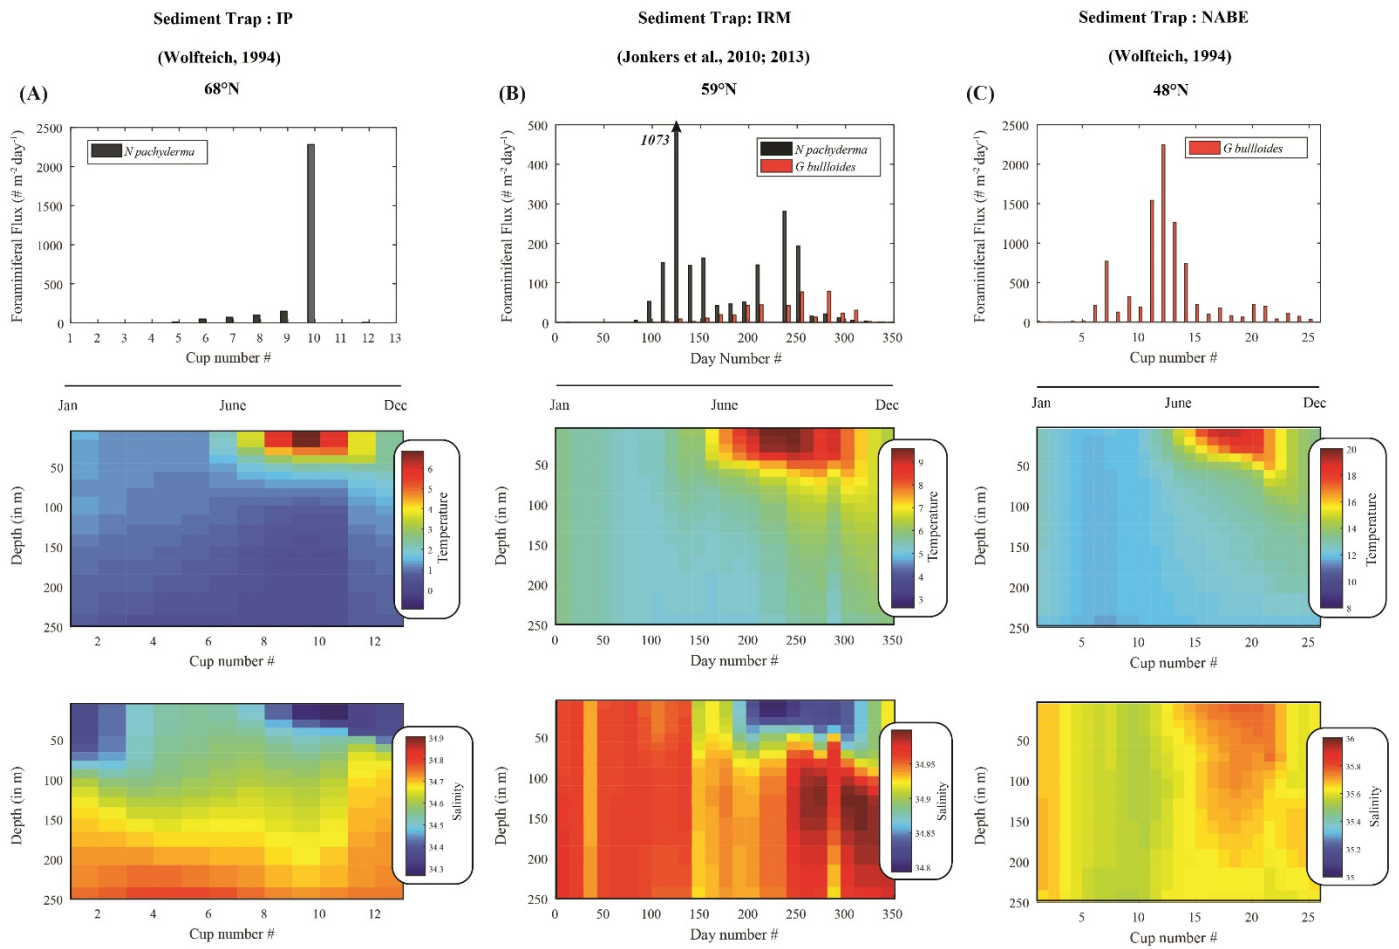 Sediment Trap : IP
(Wolfteich, 1994)
68°N
(A)
2500
2000
1500
1000
500
0
Foraminiferal Flux (# m⁻² day⁻¹)
N pachyderma
1 2 3 4 5 6 7 8 9 10 11 12 13
Cup number #
Jan June Dec
50
100
150
200
250
Depth (in m)
2 4 6 8 10 12
Cup number #
6
5
4
3
2
1
0
Temperature
50
100
150
200
250
Depth (in m)
2 4 6 8 10 12
Cup number #
34.9
34.8
34.7
34.6
34.5
34.4
34.3
Salinity
Sediment Trap: IRM
(Jonkers et al., 2010; 2013)
59°N
(B)
500
400
300
200
100
0
Foraminiferal Flux (# m⁻² day⁻¹)
1073
N pachyderma
G bullloides
0 50 100 150 200 250 300 350
Day Number #
Jan June Dec
0
50
100
150
200
250
Depth (in m)
0 50 100 150 200 250 300 350
Day number #
9
8
7
6
5
4
3
Temperature
50
100
150
200
250
Depth (in m)
0 50 100 150 200 250 300 350
Day number #
34.95
34.9
34.85
34.8
Salinity
Sediment Trap : NABE
(Wolfteich, 1994)
48°N
(C)
2500
2000
1500
1000
500
0
Foraminiferal Flux (# m⁻² day⁻¹)
G bullloides
5 10 15 20 25
Cup number #
Jan June Dec
50
100
150
200
250
Depth (in m)
5 10 15 20 25
Cup number #
20
18
16
14
12
10
8
Temperature
50
100
150
200
250
Depth (in m)
5 10 15 20 25
Cup number #
36
35.8
35.6
35.4
35.2
35
Salinity